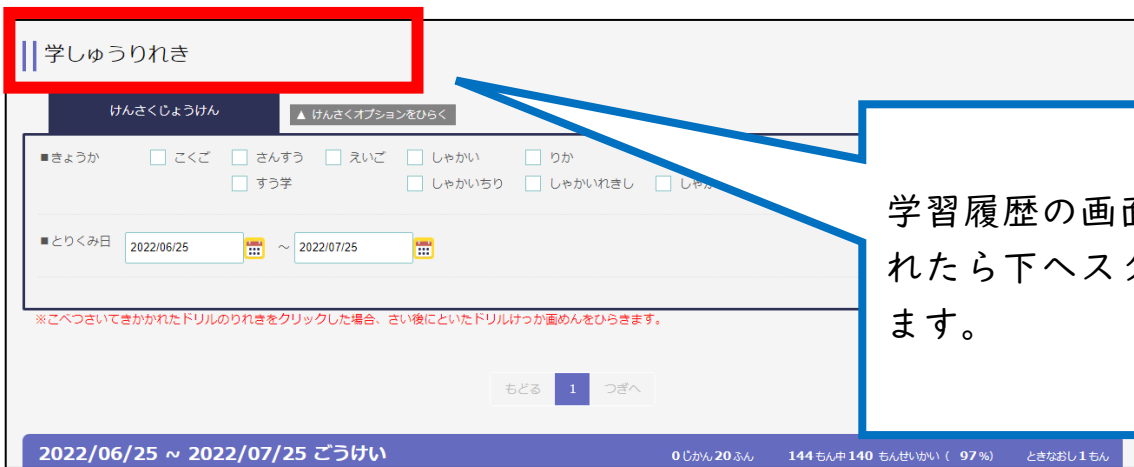 学しゅうりれき
けんさくじょうけん ▲ けんさくオプションをひらく
■きょうか こくご さんすう えいご しゃかい りか
すう学 しゃかいちり しゃかいれきし
■とりくみ日 2022/06/25 ～ 2022/07/25
学習履歴の画
れたら下へス
ます。
※こべつさいてきかかれたドリルのりれきをクリックした場合、さい後にといたドリルけっか画めんをひらきます。
もどる 1 つぎへ
2022/06/25 ～ 2022/07/25 ごうけい 0じかん20ふん 144もん中140 もんせいかい（ 97%） ときなおし1もん